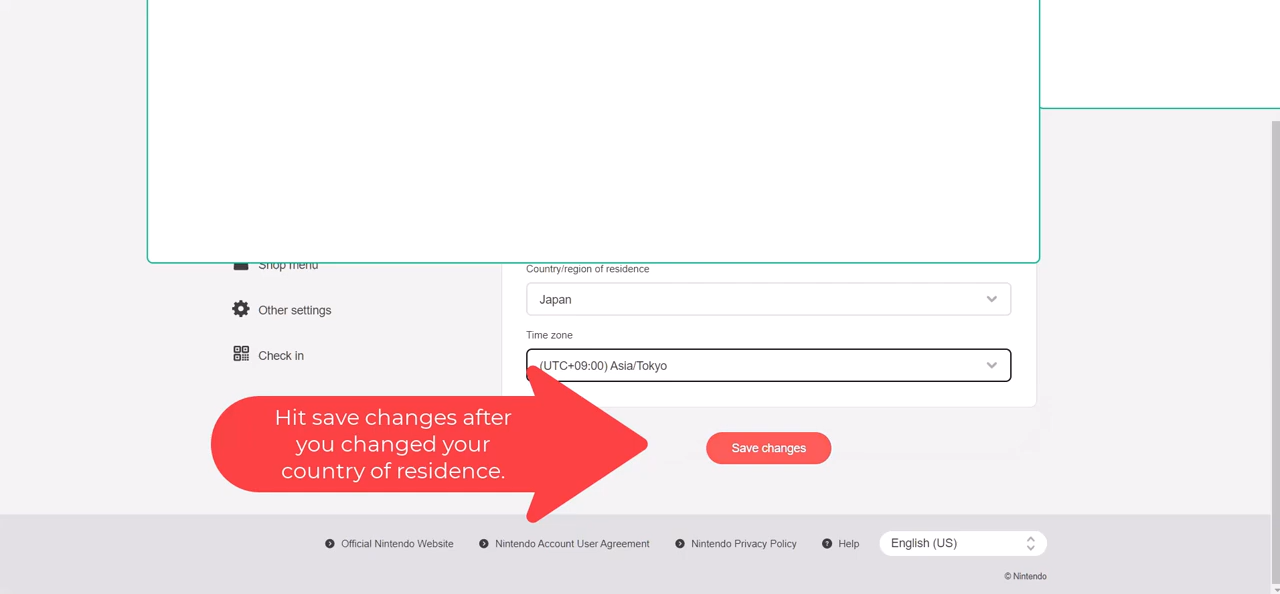 Shop menu
Country/region of residence
Japan
Other settings
Time zone
Check in
(UTC+09:00) Asia/Tokyo
Hit save changes after
you changed your
country of residence.
Save changes
Official Nintendo Website
Nintendo Account User Agreement
Nintendo Privacy Policy
Help
English (US)
© Nintendo